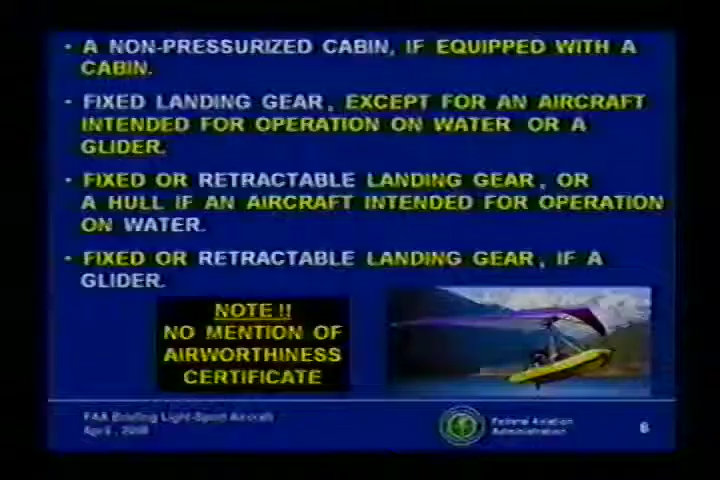 • A NON-PRESSURIZED CABIN, IF EQUIPPED WITH A
CABIN.
• FIXED LANDING GEAR, EXCEPT FOR AN AIRCRAFT
INTENDED FOR OPERATION ON WATER OR A
GLIDER.
• FIXED OR RETRACTABLE LANDING GEAR, OR
A HULL IF AN AIRCRAFT INTENDED FOR OPERATION
ON WATER.
• FIXED OR RETRACTABLE LANDING GEAR, IF A
GLIDER.
NOTE !!
NO MENTION OF
AIRWORTHINESS
CERTIFICATE
FAA Briefing Light-Sport Aircraft
April,
Federal Aviation
Administration
6